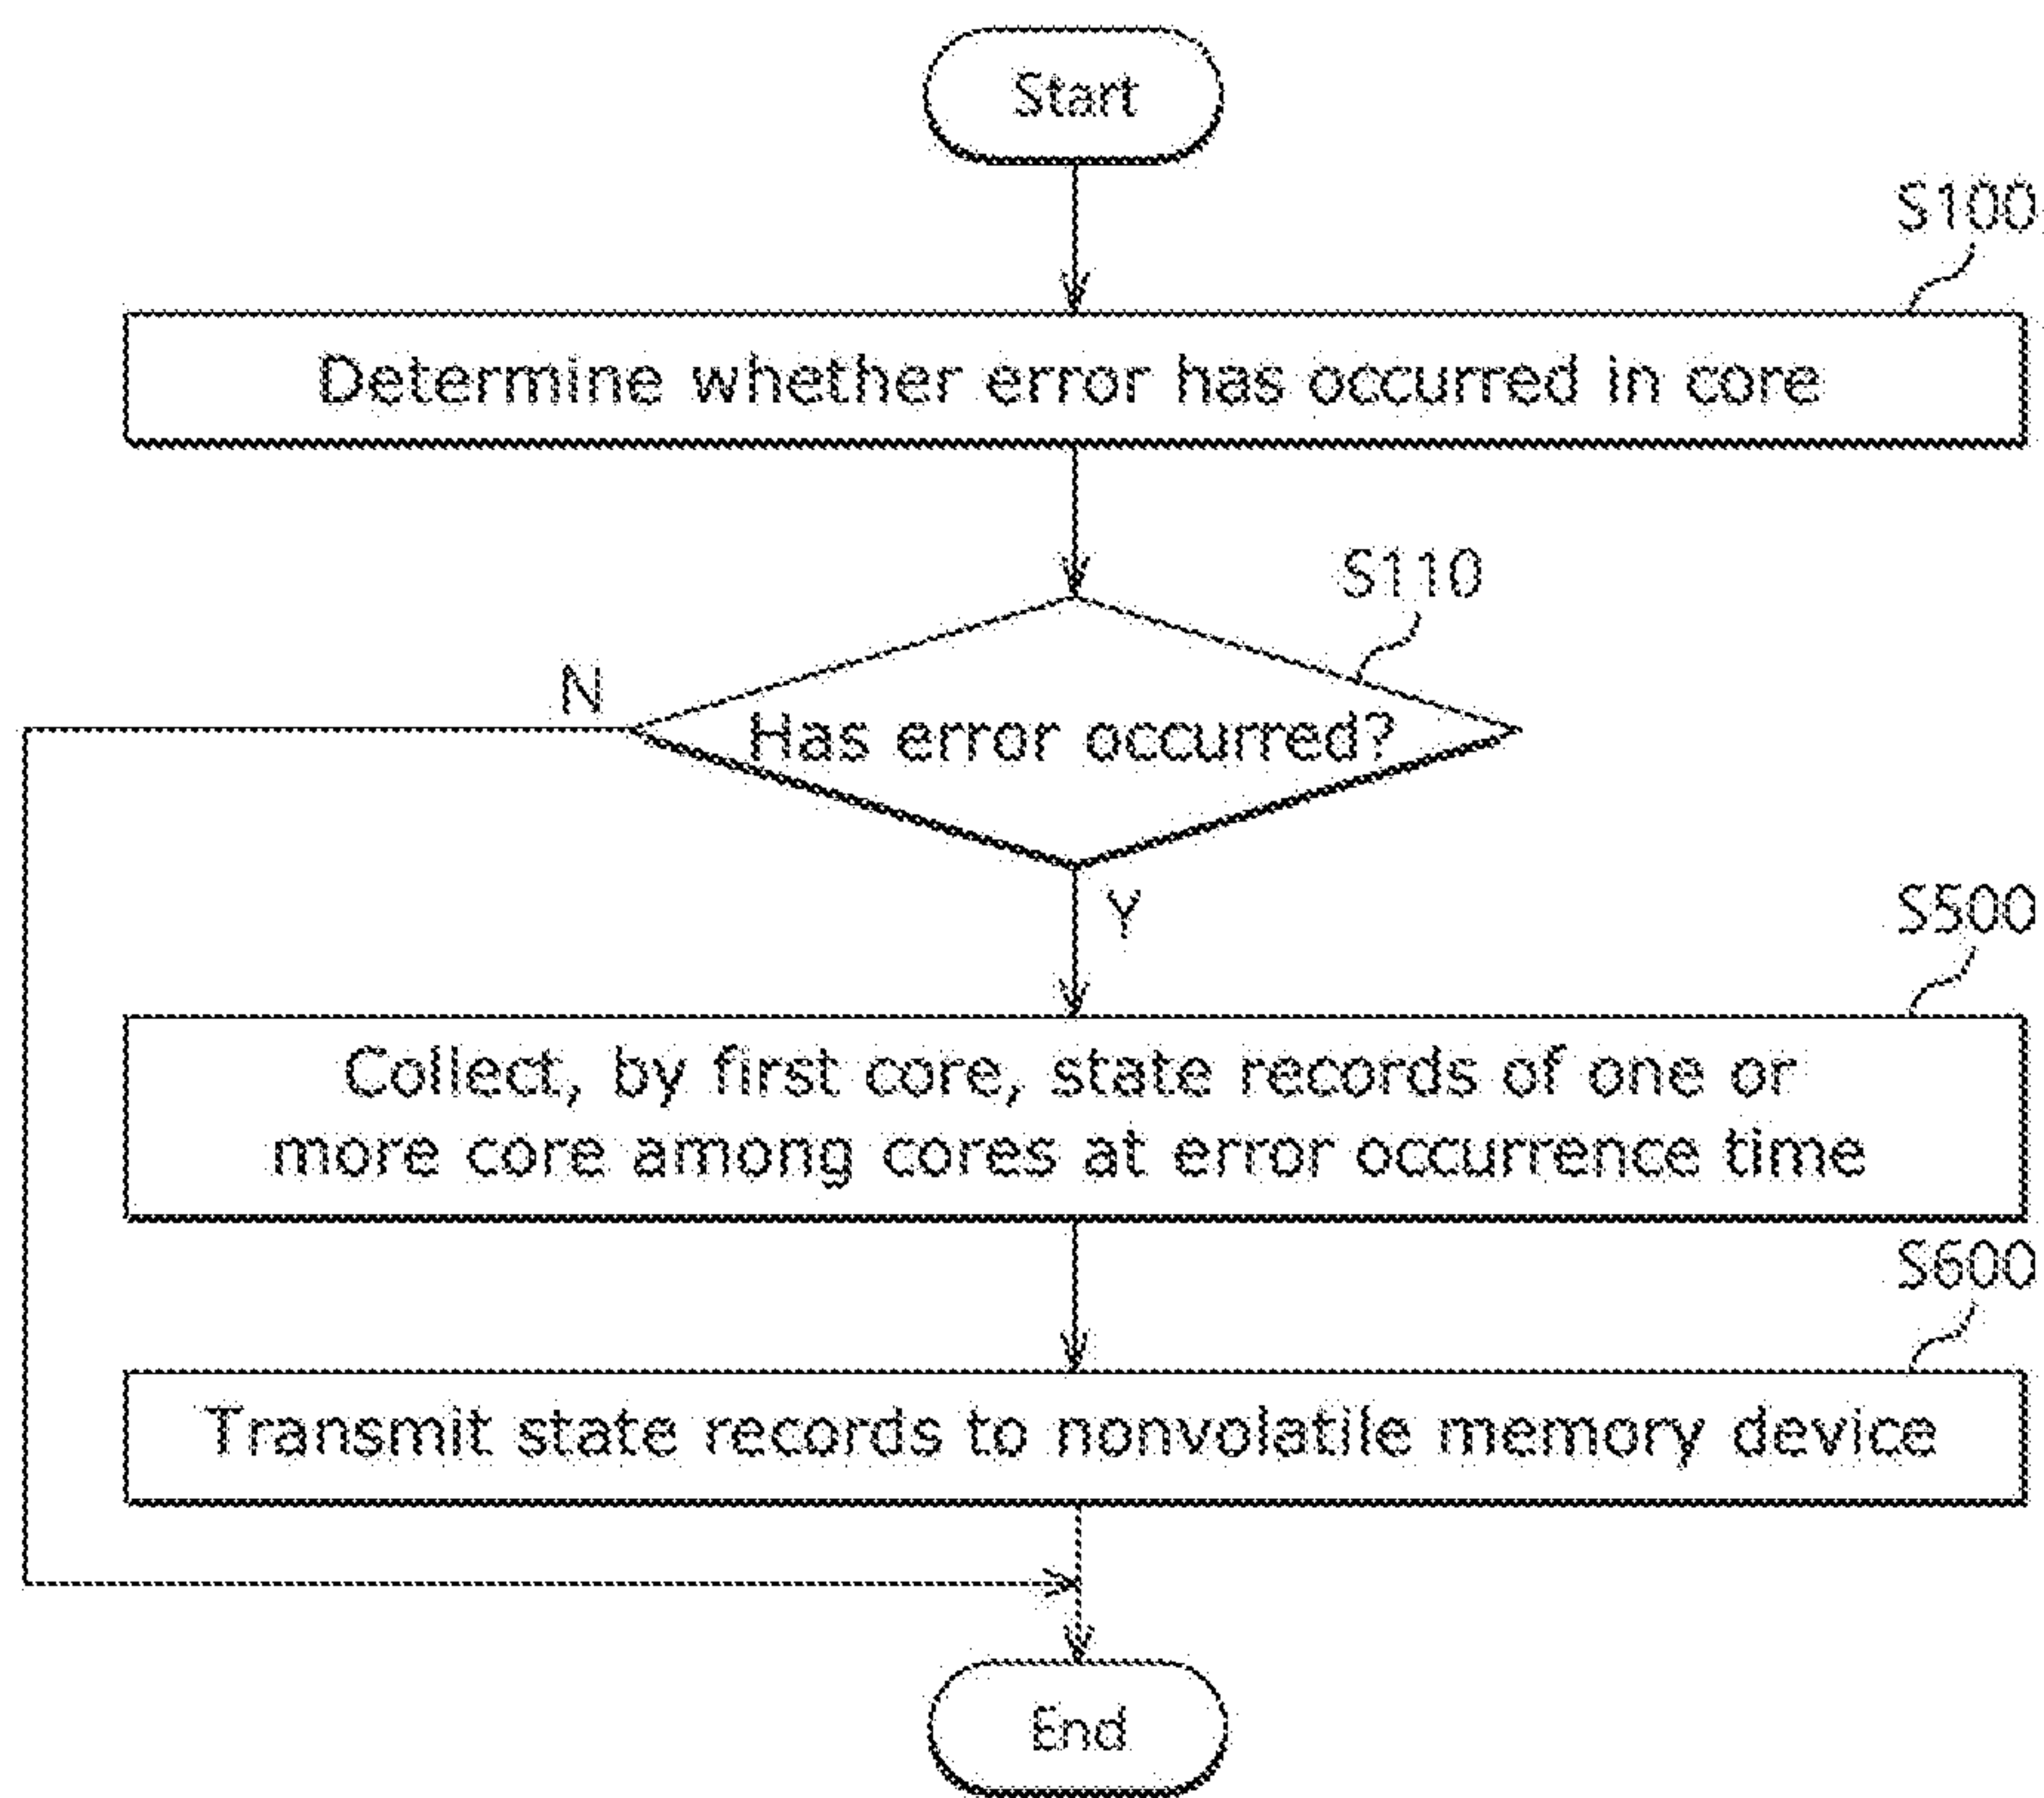 Start
S100
Determine whether error has occurred in core
S110
N
Has error occurred?
Y
S500
Collect, by first core, state records of one or
more core among cores at error occurrence time
S600
Transmit state records to nonvolatile memory device
End